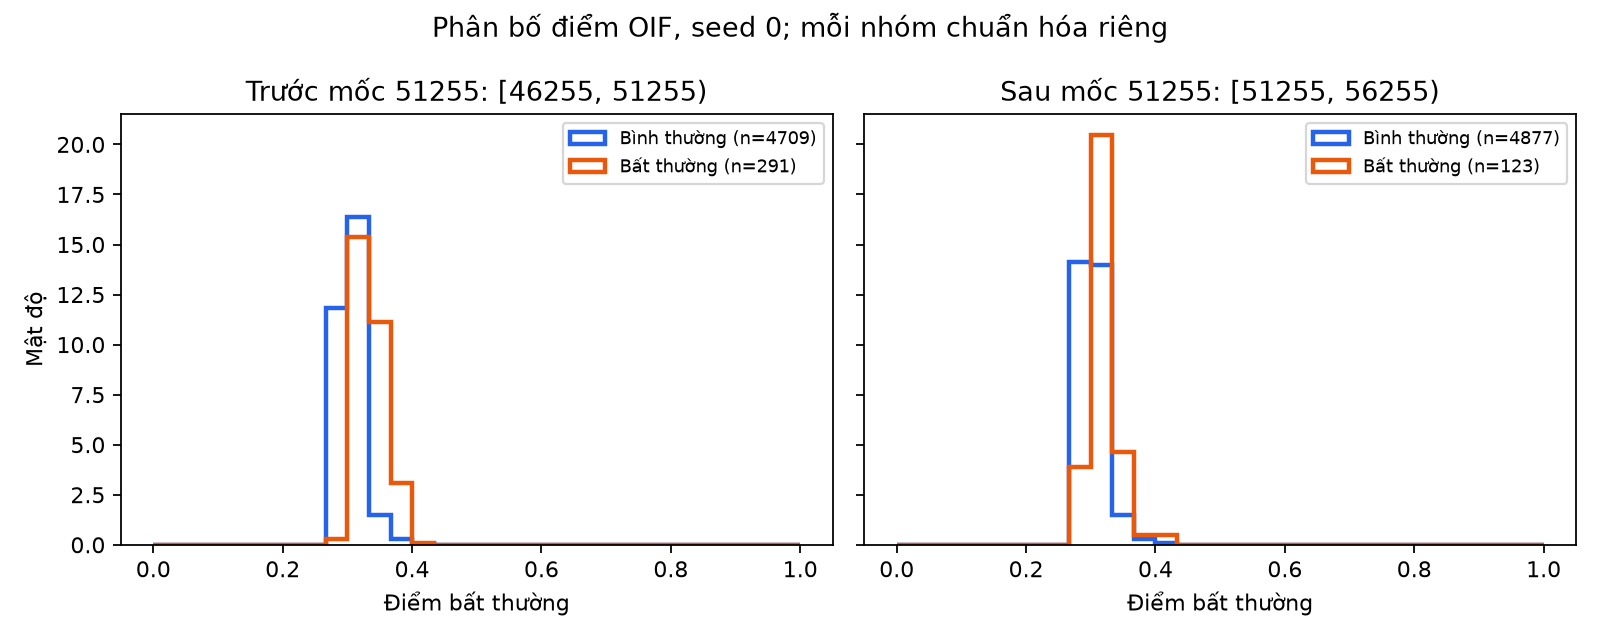 Phân bố điểm OIF, seed 0; mỗi nhóm chuẩn hóa riêng
Trước mốc 51255: [46255, 51255)
Bình thường (n=4709)
Bất thường (n=291)
Mật độ
20.0
17.5
15.0
12.5
10.0
7.5
5.0
2.5
0.0
0.0 0.2 0.4 0.6 0.8 1.0
Điểm bất thường
Sau mốc 51255: [51255, 56255)
Bình thường (n=4877)
Bất thường (n=123)
0.0 0.2 0.4 0.6 0.8 1.0
Điểm bất thường